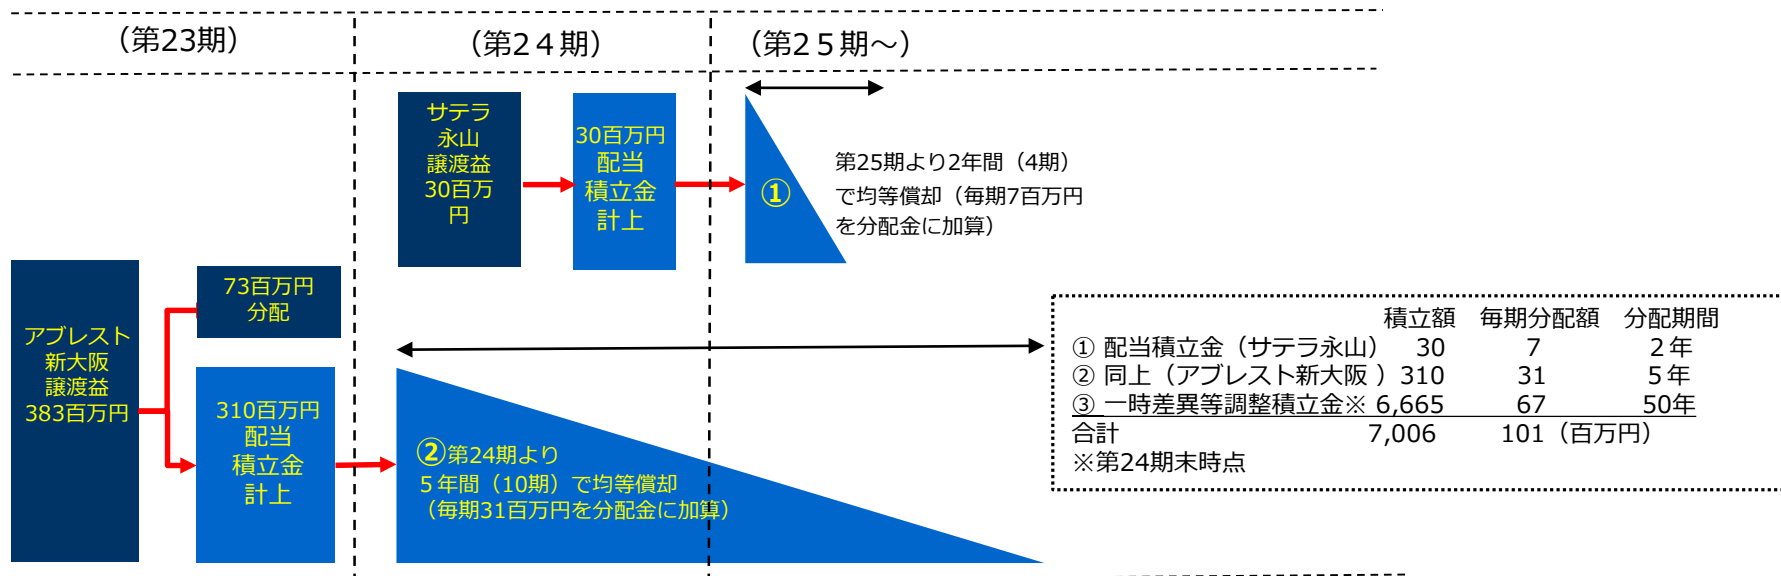 （第23期）
（第２４期）
（第２５期～）
サテラ
永山
譲渡益
30百万
円
30百万円
配当
積立金
計上
①
第25期より2年間（4期）
で均等償却（毎期7百万円
を分配金に加算）
アブレスト
新大阪
譲渡益
383百万円
73百万円
分配
310百万円
配当
積立金
計上
②第24期より
５年間（10期）で均等償却
（毎期31百万円を分配金に加算）
積立額 毎期分配額 分配期間
① 配当積立金（サテラ永山） 30 7 ２年
② 同上（アブレスト新大阪 ）310 31 ５年
③ 一時差異等調整積立金※ 6,665 67 50年
合計 7,006 101（百万円）
※第24期末時点